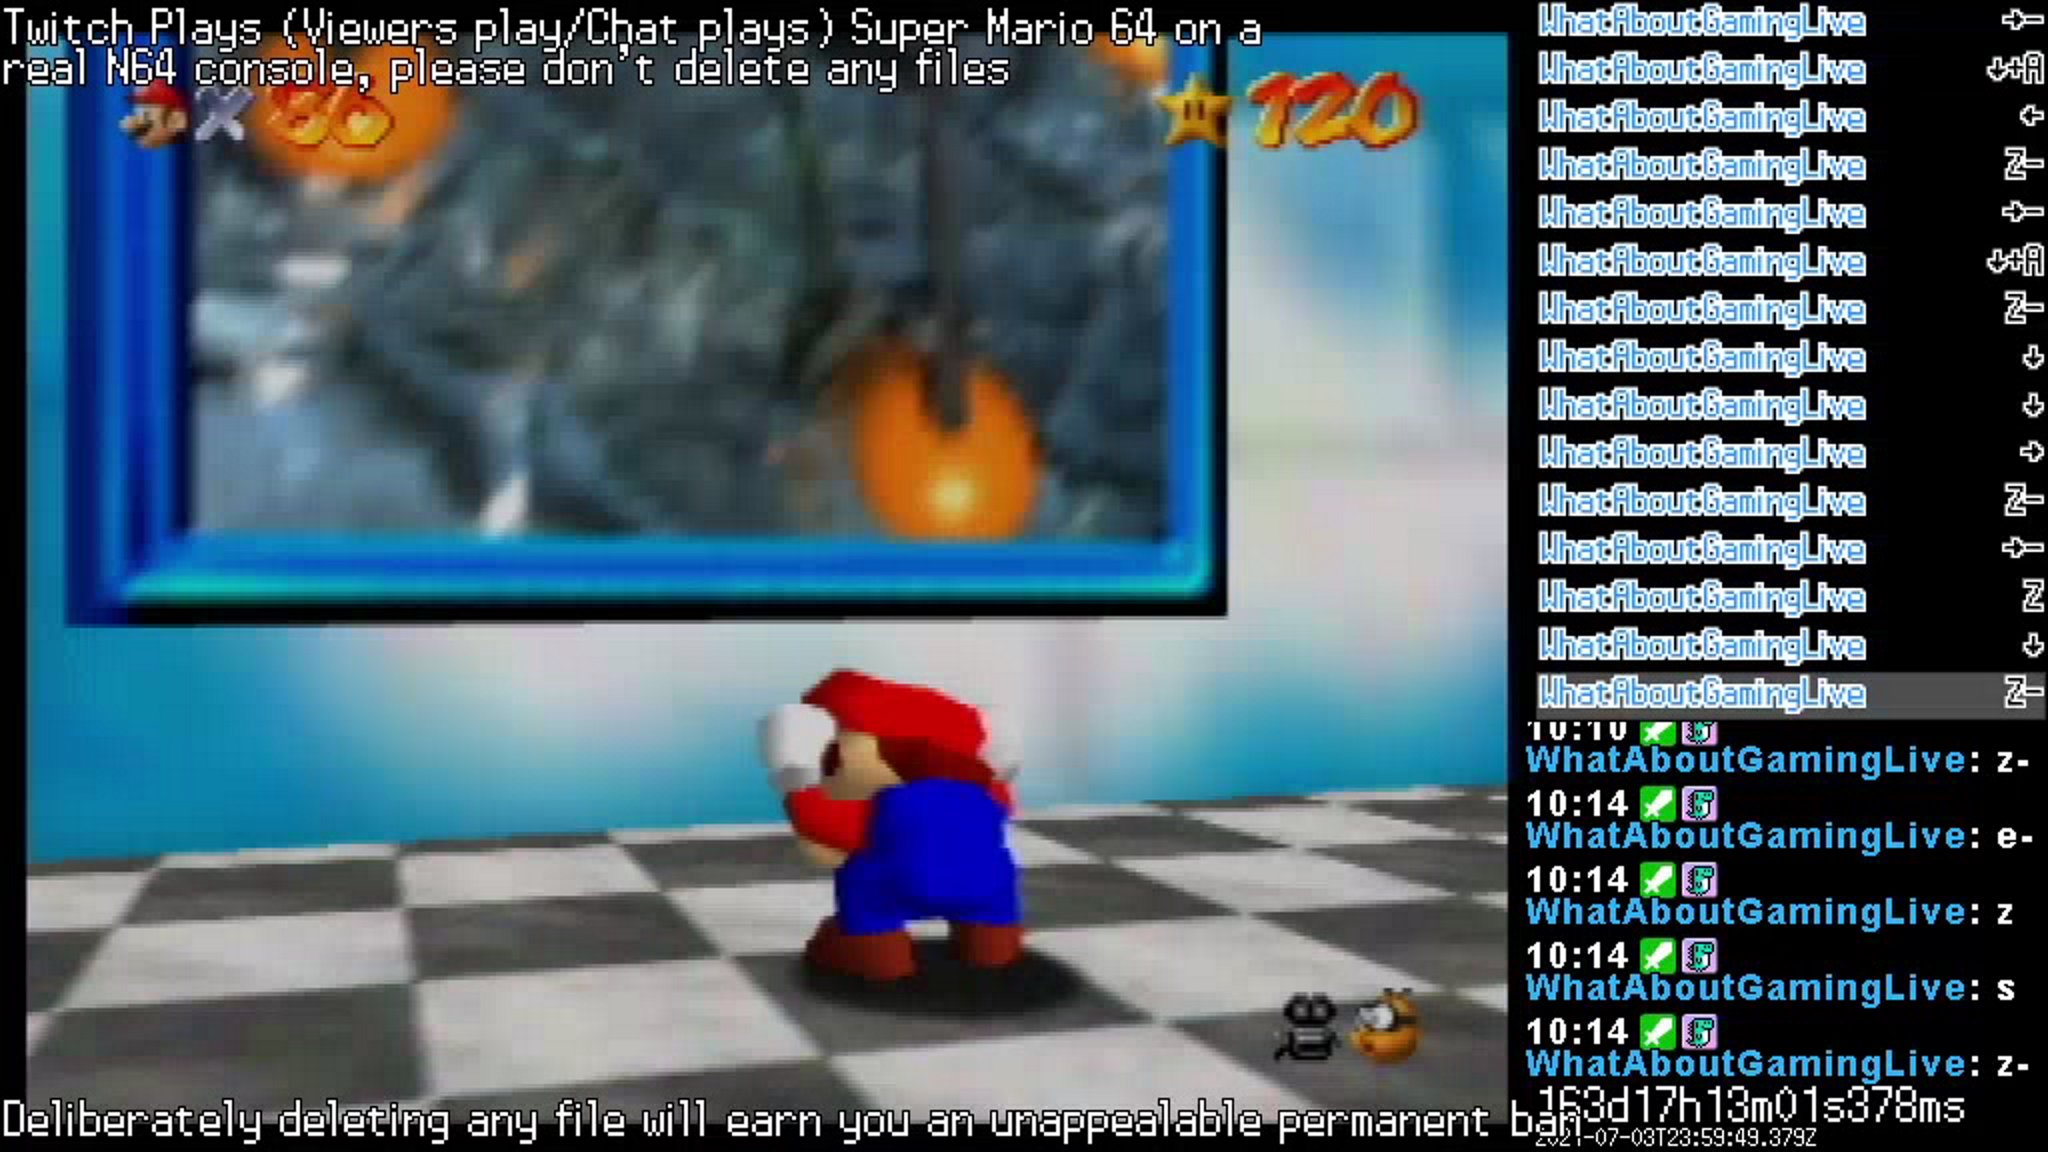 Twitch Plays (Viewers play/Chat plays) Super Mario 64 on a
real N64 console, please don't delete any files
86
120
WhatAboutGamingLive →-
WhatAboutGamingLive ↓+A
WhatAboutGamingLive ←
WhatAboutGamingLive Z-
WhatAboutGamingLive →-
WhatAboutGamingLive ↓+A
WhatAboutGamingLive Z-
WhatAboutGamingLive ↓
WhatAboutGamingLive ↓
WhatAboutGamingLive →
WhatAboutGamingLive Z-
WhatAboutGamingLive →-
WhatAboutGamingLive Z
WhatAboutGamingLive ↓
WhatAboutGamingLive Z-
10:10
WhatAboutGamingLive: z-
10:14
WhatAboutGamingLive: e-
10:14
WhatAboutGamingLive: z
10:14
WhatAboutGamingLive: s
10:14
WhatAboutGamingLive: z-
163d17h13m01s378ms
Deliberately deleting any file will earn you an unappealable permanent ban
2021-07-03T23:59:49.379Z